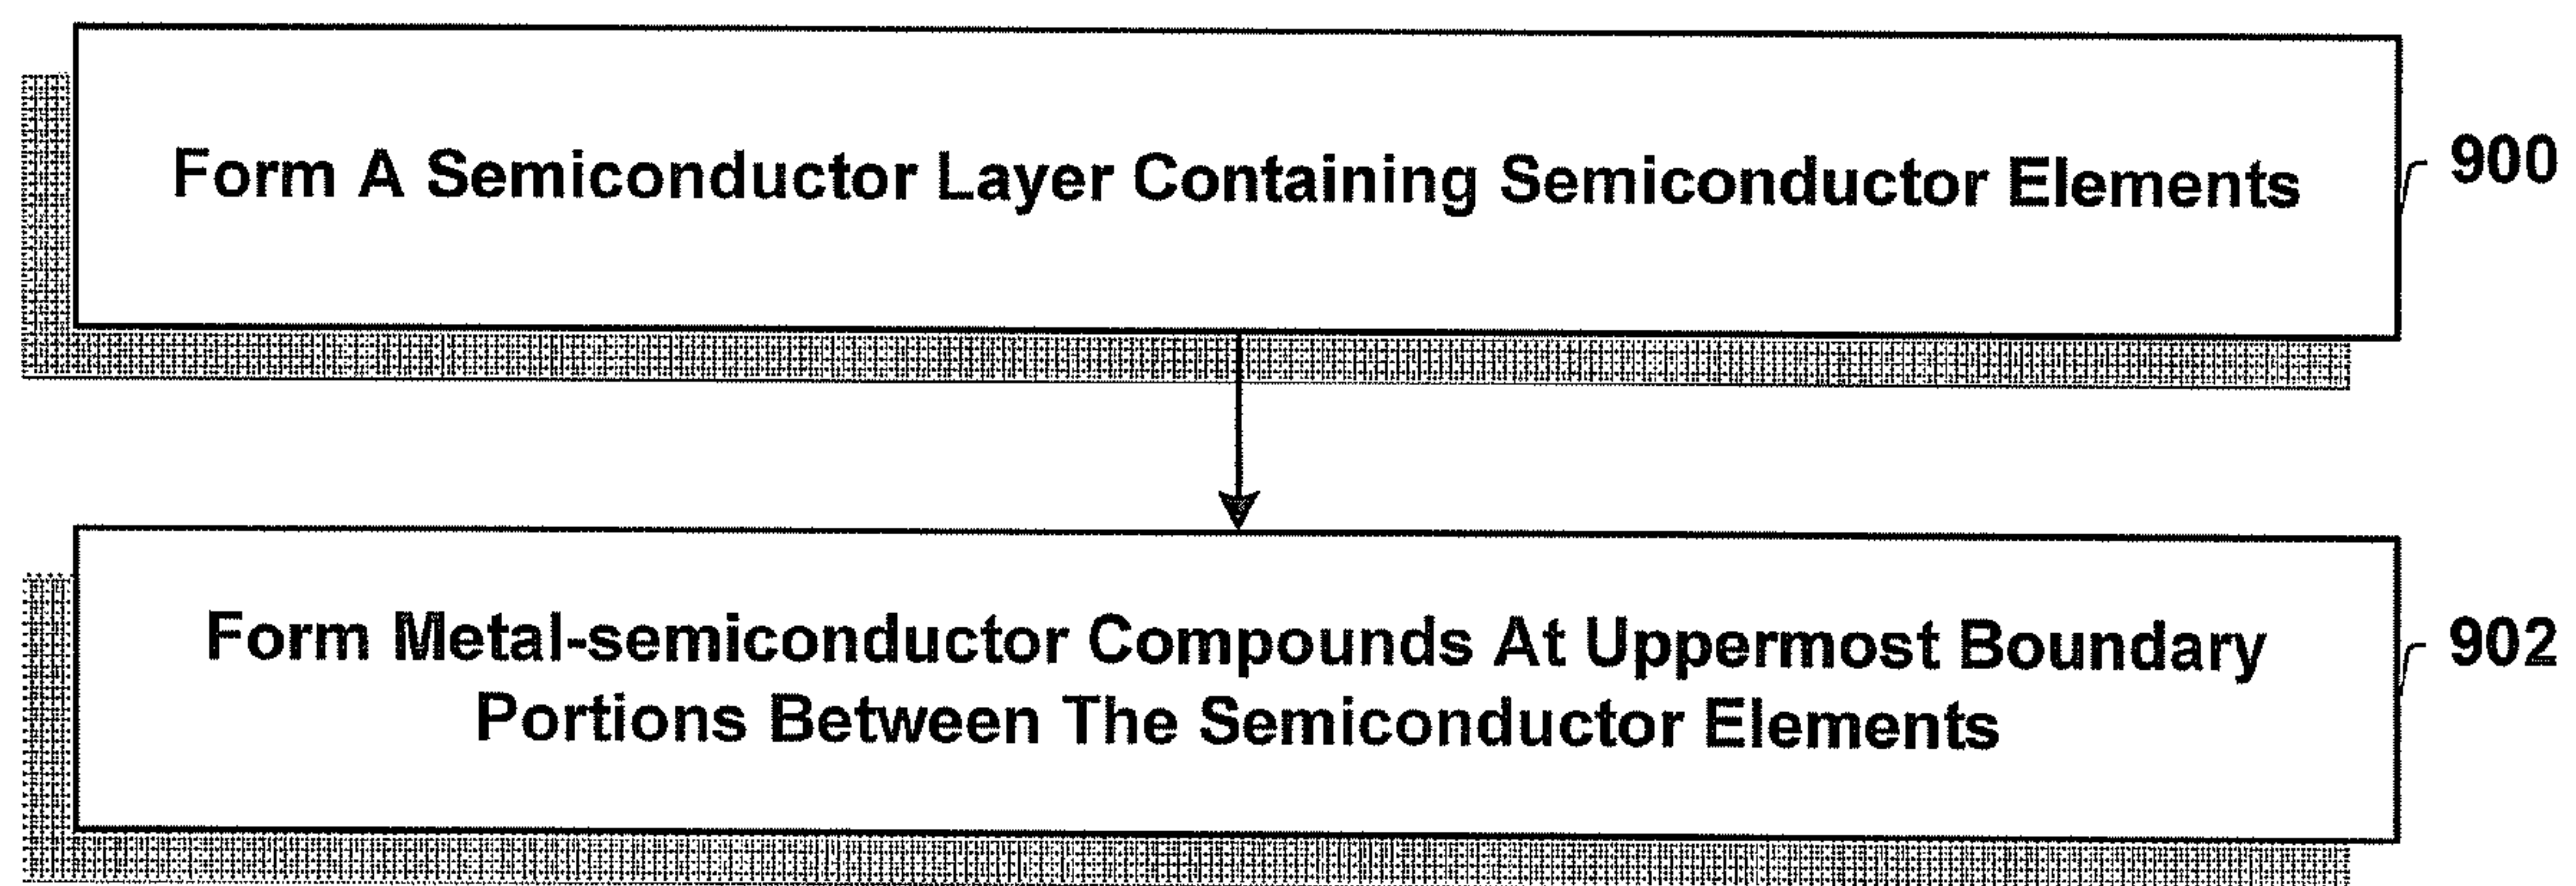 Form A Semiconductor Layer Containing Semiconductor Elements
900
Form Metal-semiconductor Compounds At Uppermost Boundary
Portions Between The Semiconductor Elements
902